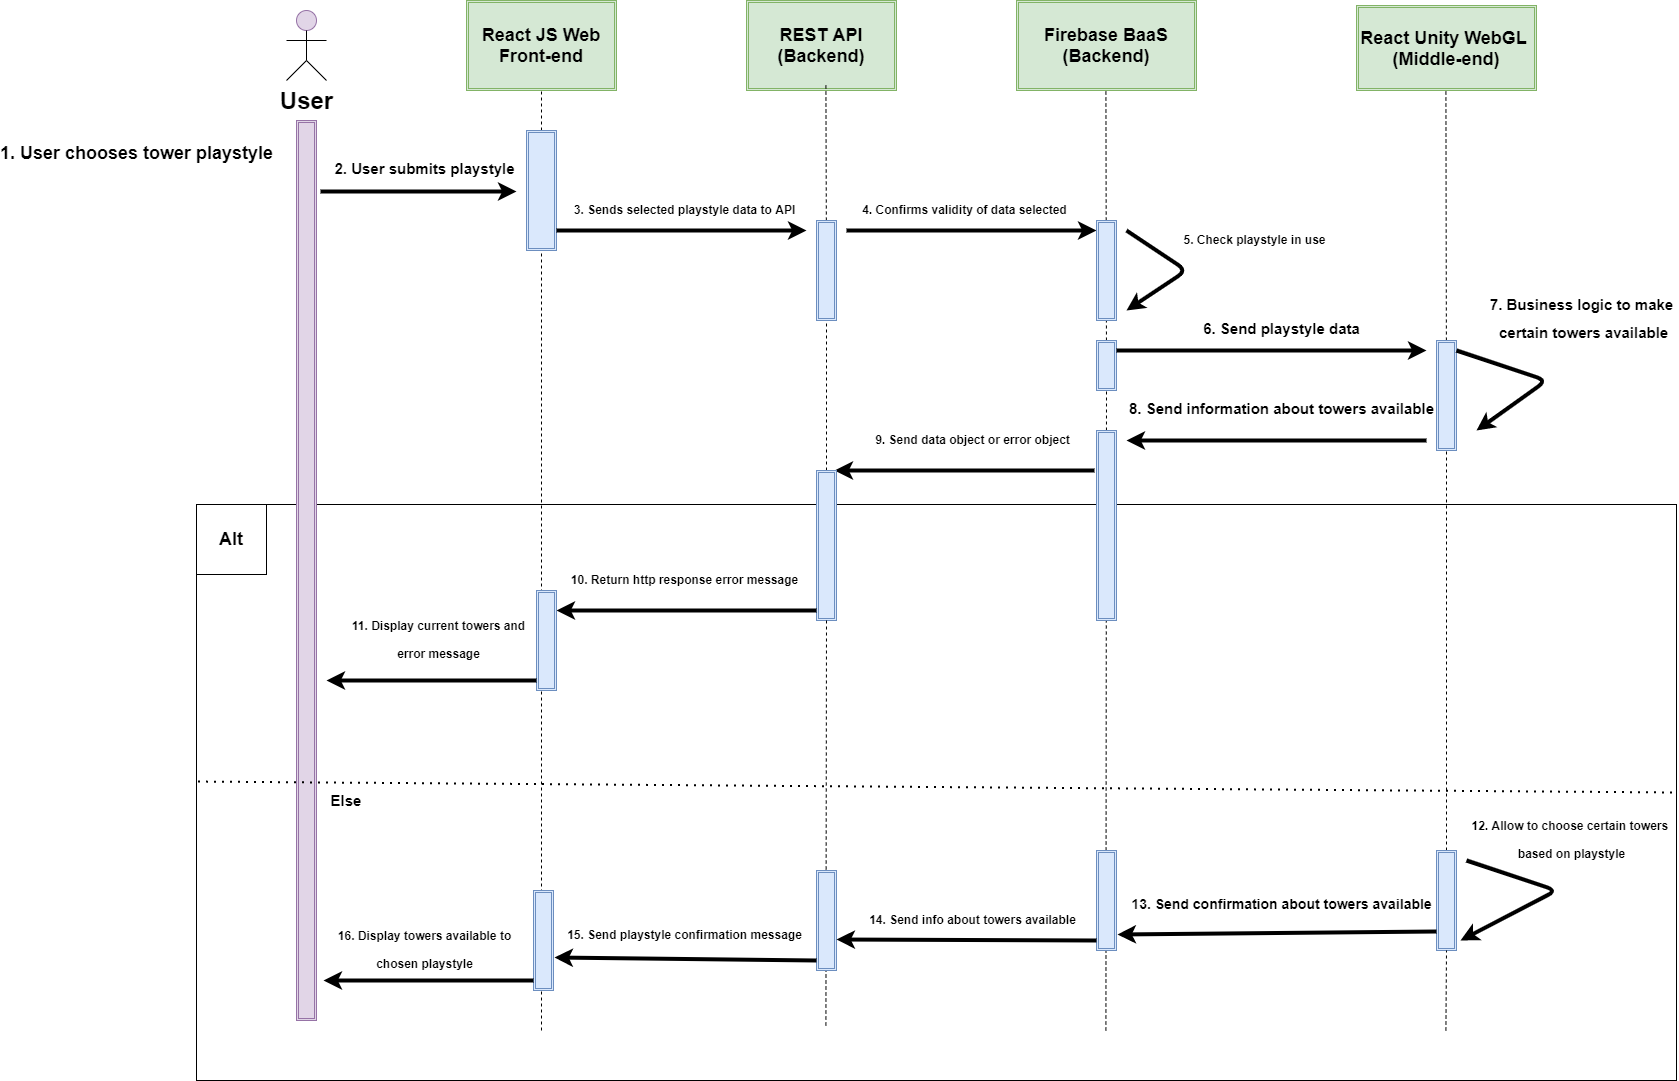 React JS Web
Front-end
REST API
(Backend)
Firebase BaaS
(Backend)
React Unity WebGL
(Middle-end)
User
1. User chooses tower playstyle
2. User submits playstyle
3. Sends selected playstyle data to API
4. Confirms validity of data selected
5. Check playstyle in use
6. Send playstyle data
7. Business logic to make
certain towers available
8. Send information about towers available
9. Send data object or error object
Alt
10. Return http response error message
11. Display current towers and
error message
Else
12. Allow to choose certain towers
based on playstyle
13. Send confirmation about towers available
14. Send info about towers available
15. Send playstyle confirmation message
16. Display towers available to
chosen playstyle